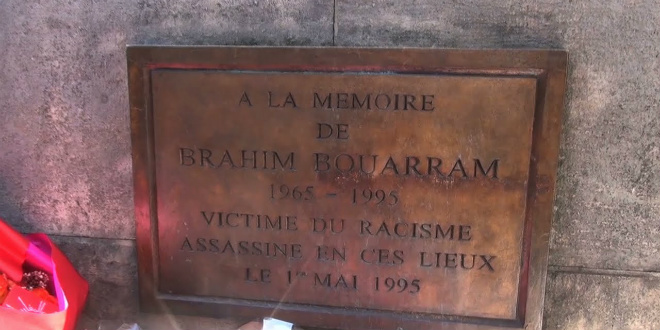 A LA MEMOIRE
DE
BRAHIM BOUARRAM
1965 - 1995
VICTIME DU RACISME
ASSASSINE EN CES LIEUX
LE 1er MAI 1995